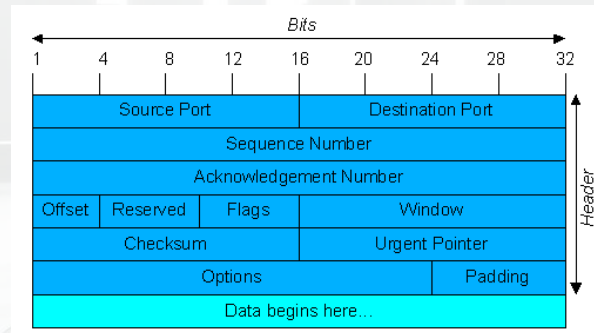 Bits
1 4 8 12 16 20 24 28 32
Source Port Destination Port
Sequence Number
Acknowledgement Number
Offset Reserved Flags Window
Checksum Urgent Pointer
Options Padding
Data begins here...
Header